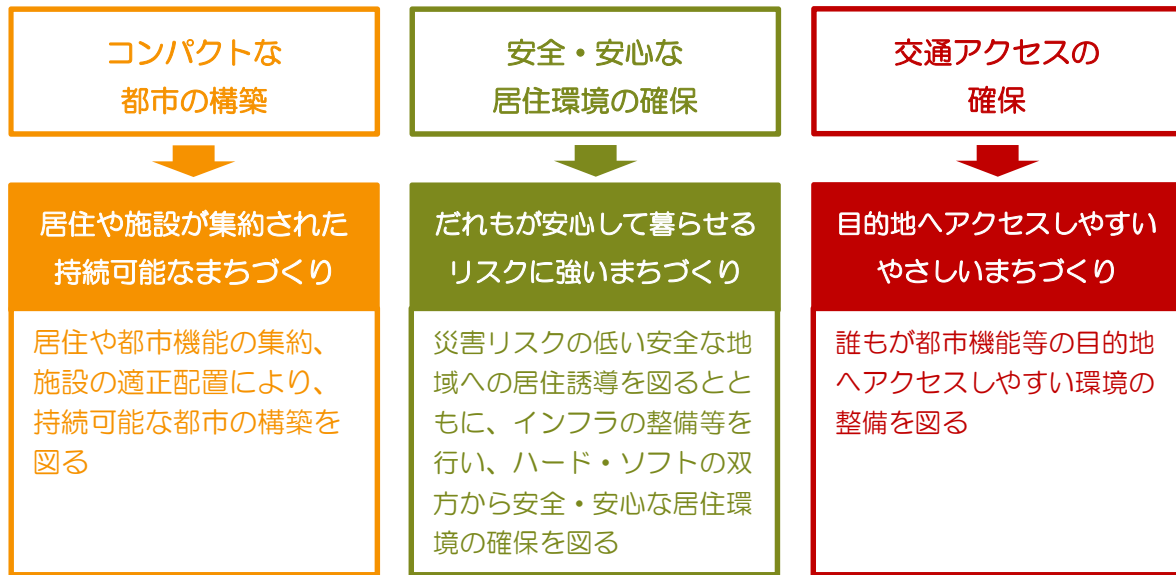 コンパクトな
都市の構築
居住や施設が集約された
持続可能なまちづくり
居住や都市機能の集約、
施設の適正配置により、
持続可能な都市の構築を
図る
安全・安心な
居住環境の確保
だれもが安心して暮らせる
リスクに強いまちづくり
災害リスクの低い安全な地
域への居住誘導を図るとと
もに、インフラの整備等を
行い、ハード・ソフトの双
方から安全・安心な居住環
境の確保を図る
交通アクセスの
確保
目的地へアクセスしやすい
やさしいまちづくり
誰もが都市機能等の目的地
へアクセスしやすい環境の
整備を図る